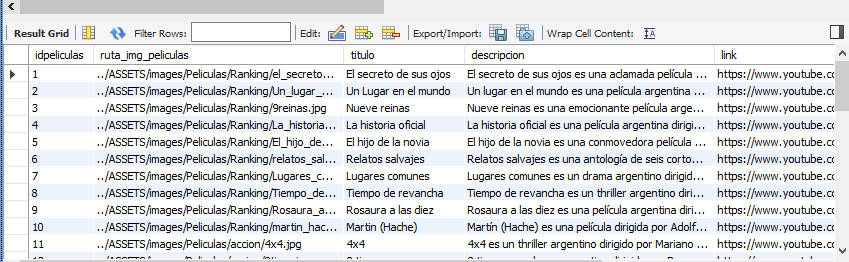 Result Grid Filter Rows: Edit: Export/Import: Wrap Cell Content:
idpeliculas ruta_img_peliculas titulo descripcion link
1 ../ASSETS/images/Peliculas/Ranking/el_secreto... El secreto de sus ojos El secreto de sus ojos es una aclamada película ... https://www.youtube.co
2 ../ASSETS/images/Peliculas/Ranking/Un_lugar_... Un Lugar en el mundo Un lugar en el mundo es una película argentina ... https://www.youtube.co
3 ../ASSETS/images/Peliculas/Ranking/9reinas.jpg Nueve reinas Nueve reinas es una emocionante película arge... https://www.youtube.co
4 ../ASSETS/images/Peliculas/Ranking/La_historia... La historia oficial La historia oficial es una película argentina dirigi... https://www.youtube.co
5 ../ASSETS/images/Peliculas/Ranking/El_hijo_de... El hijo de la novia El hijo de la novia es una conmovedora película ... https://www.youtube.co
6 ../ASSETS/images/Peliculas/Ranking/relatos_sal... Relatos salvajes Relatos salvajes es una antología de seis corto... https://www.youtube.co
7 ../ASSETS/images/Peliculas/Ranking/Lugares_c... Lugares comunes Lugares comunes es un drama argentino dirigid... https://www.youtube.co
8 ../ASSETS/images/Peliculas/Ranking/Tiempo_de... Tiempo de revancha Tiempo de revancha es un thriller argentino diri... https://www.youtube.co
9 ../ASSETS/images/Peliculas/Ranking/Rosaura_a... Rosaura a las diez Rosaura a las diez es una película argentina diri... https://www.youtube.co
10 ../ASSETS/images/Peliculas/Ranking/martin_hac... Martin (Hache) Martín (Hache) es una película dirigida por Adolf... https://www.youtube.co
11 ../ASSETS/images/Peliculas/accion/4x4.jpg 4x4 4x4 es un thriller argentino dirigido por Mariano ... https://www.youtube.co